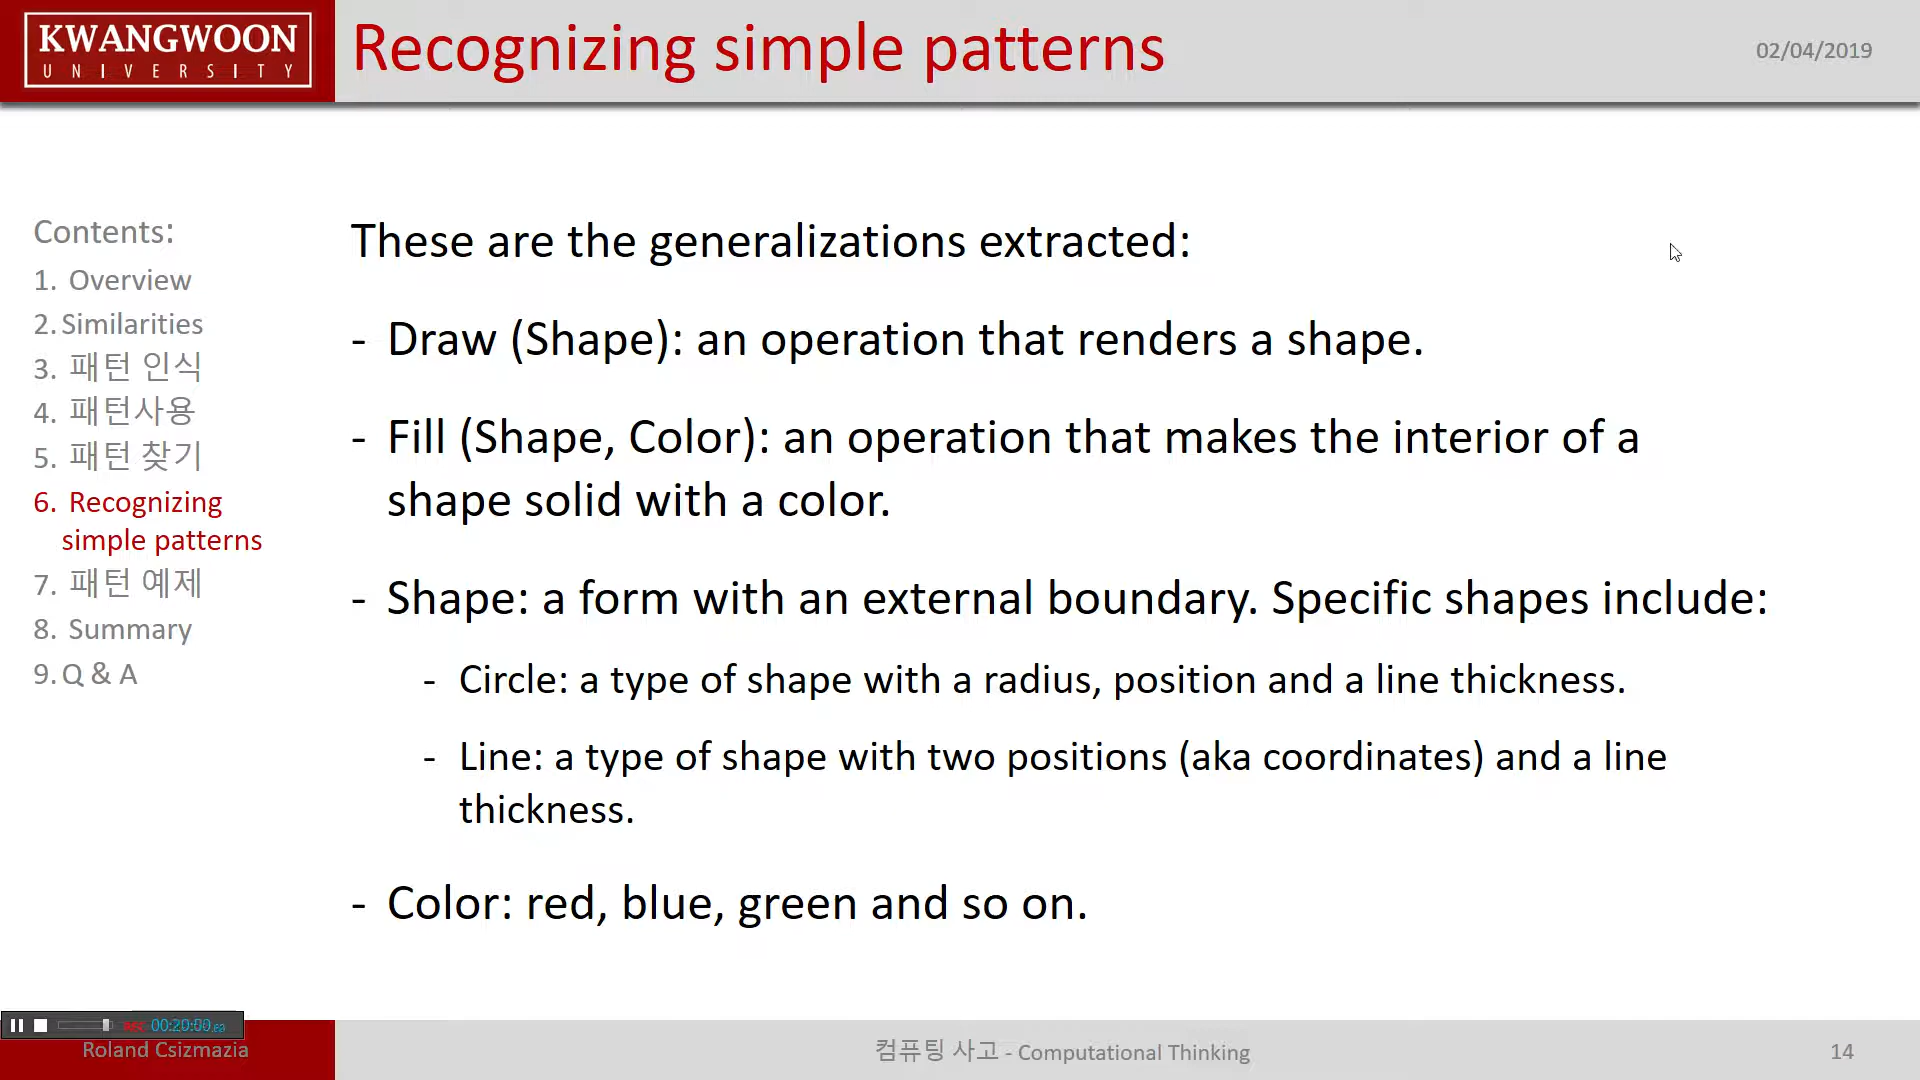 KWANGWOON
UNIVERSITY
Recognizing simple patterns
02/04/2019
Contents:
1. Overview
2. Similarities
3. 패턴 인식
4. 패턴사용
5. 패턴 찾기
6. Recognizing
simple patterns
7. 패턴 예제
8. Summary
9. Q & A
These are the generalizations extracted:
- Draw (Shape): an operation that renders a shape.
- Fill (Shape, Color): an operation that makes the interior of a
shape solid with a color.
- Shape: a form with an external boundary. Specific shapes include:
- Circle: a type of shape with a radius, position and a line thickness.
- Line: a type of shape with two positions (aka coordinates) and a line
thickness.
- Color: red, blue, green and so on.
REC 00:20:00
Roland Csizmazia
컴퓨팅 사고 - Computational Thinking
14